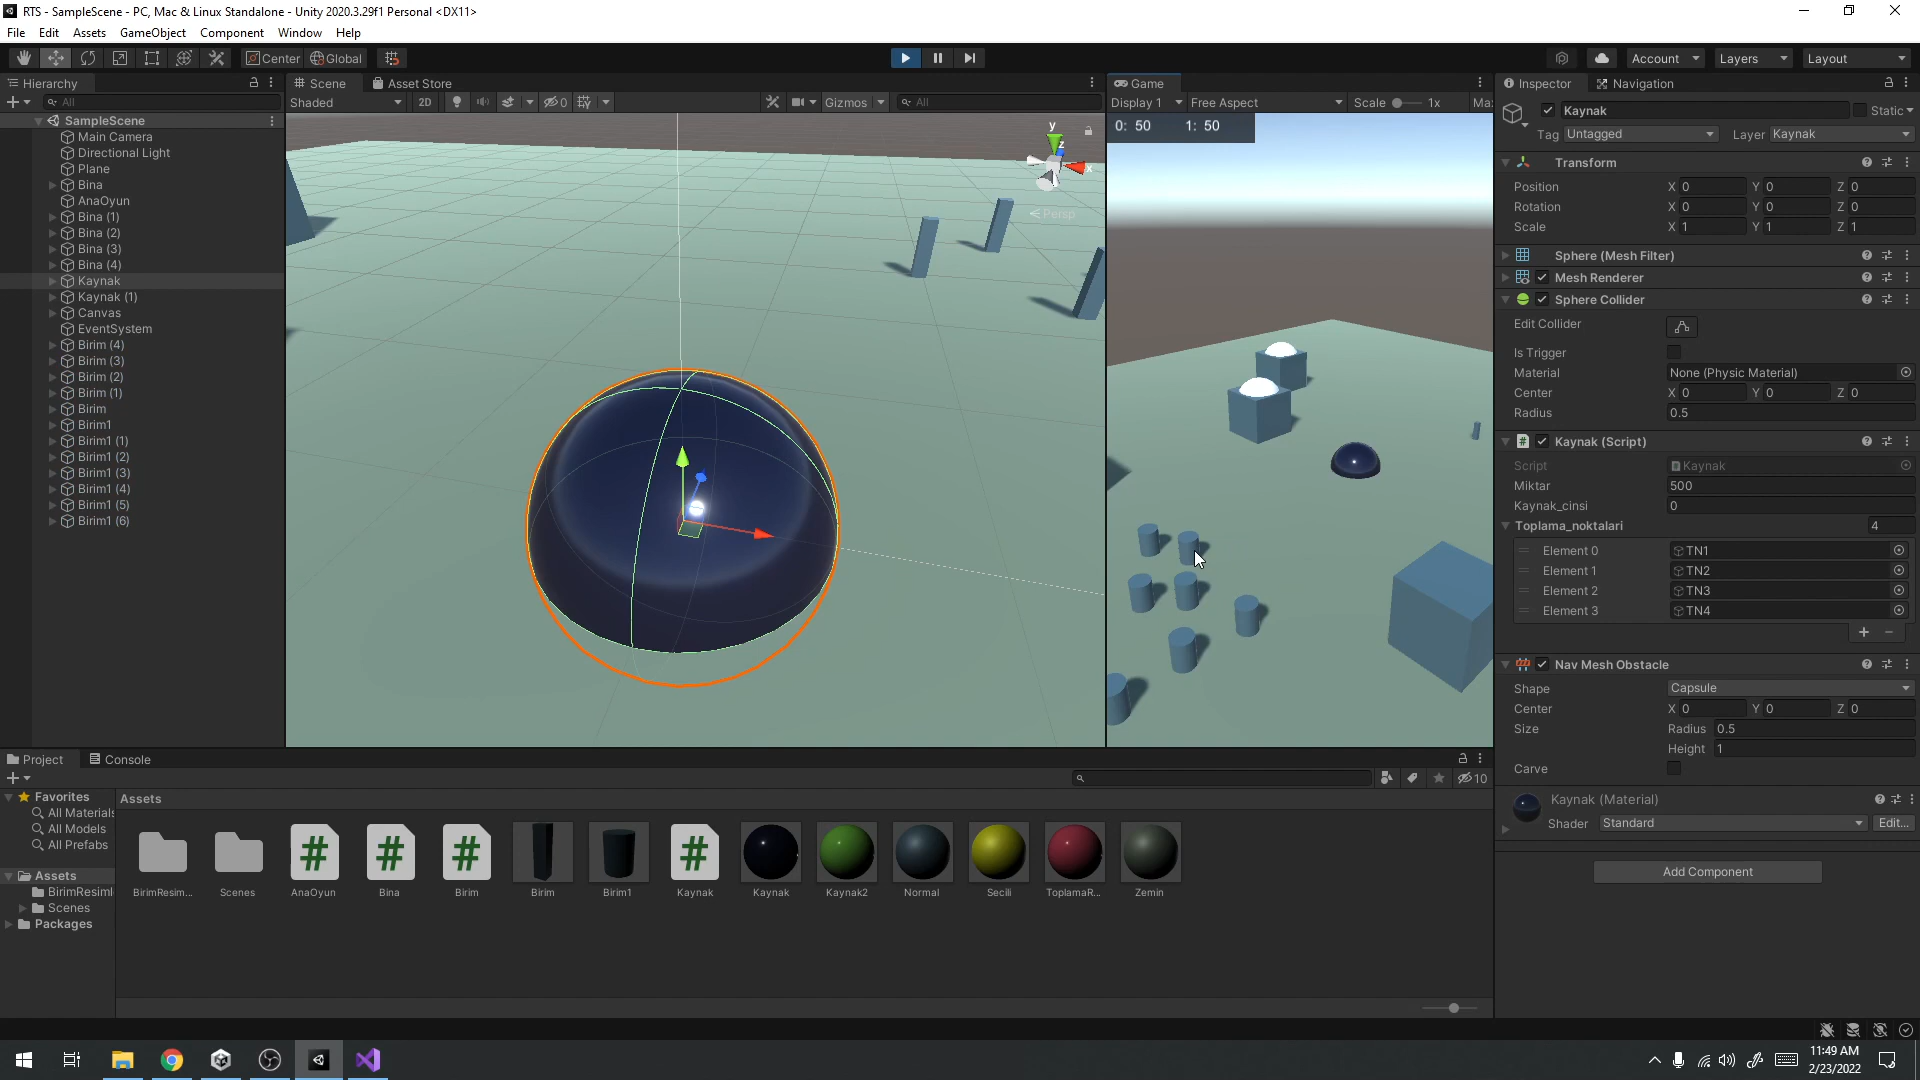 RTS - SampleScene - PC, Mac & Linux Standalone - Unity 2020.3.29f1 Personal <DX11>
File Edit Assets GameObject Component Window Help
Center Global Account Layers Layout
Hierarchy Scene Asset Store Game Inspector Navigation
All Shaded 2D 0 Gizmos All Display 1 Free Aspect Scale 1x
Kaynak Static
Tag Untagged Layer Kaynak
SampleScene
Main Camera
Directional Light
Plane
Bina
AnaOyun
Bina (1)
Bina (2)
Bina (3)
Bina (4)
Kaynak
Kaynak (1)
Canvas
EventSystem
Birim (4)
Birim (3)
Birim (2)
Birim (1)
Birim
Birim1
Birim1 (1)
Birim1 (2)
Birim1 (3)
Birim1 (4)
Birim1 (5)
Birim1 (6)
y
z
x
Persp
0: 50 1: 50
Transform
Position X 0 Y 0 Z 0
Rotation X 0 Y 0 Z 0
Scale X 1 Y 1 Z 1
Sphere (Mesh Filter)
Mesh Renderer
Sphere Collider
Edit Collider
Is Trigger
Material None (Physic Material)
Center X 0 Y 0 Z 0
Radius 0.5
# Kaynak (Script)
Script Kaynak
Miktar 500
Kaynak_cinsi 0
Toplama_noktalari 4
Element 0 TN1
Element 1 TN2
Element 2 TN3
Element 3 TN4
Nav Mesh Obstacle
Shape Capsule
Center X 0 Y 0 Z 0
Size Radius 0.5
Height 1
Carve
Kaynak (Material)
Shader Standard Edit...
Add Component
Project Console
10
Favorites
All Materials
All Models
All Prefabs
Assets
BirimResiml
Scenes
Packages
Assets
BirimResim... Scenes AnaOyun Bina Birim Birim Birim1 Kaynak Kaynak Kaynak2 Normal Secili ToplamaR... Zemin
11:49 AM
2/23/2022